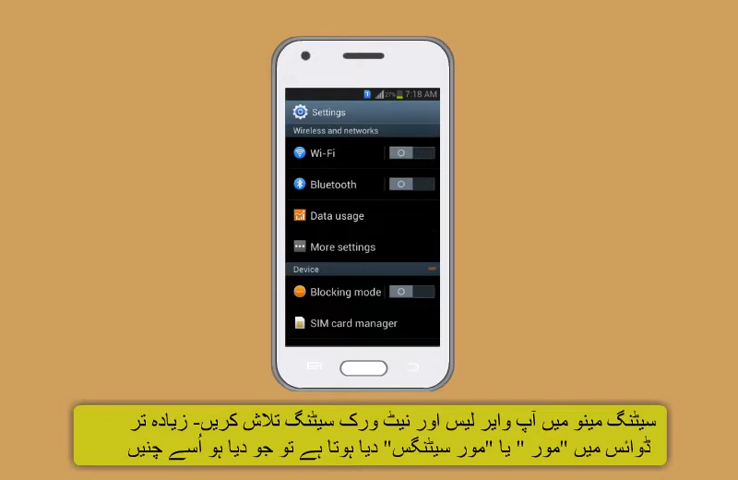 27% 7:18 AM
Settings
Wireless and networks
Wi-Fi
Bluetooth
Data usage
More settings
Device
Blocking mode
SIM card manager
سیٹنگ مینو میں آپ وایر لیس اور نیٹ ورک سیٹنگ تلاش کریں- زیادہ تر
ڈوائس میں "مور " یا "مور سیٹنگس" دیا ہوتا ہے تو جو دیا ہو اُسے چنیں